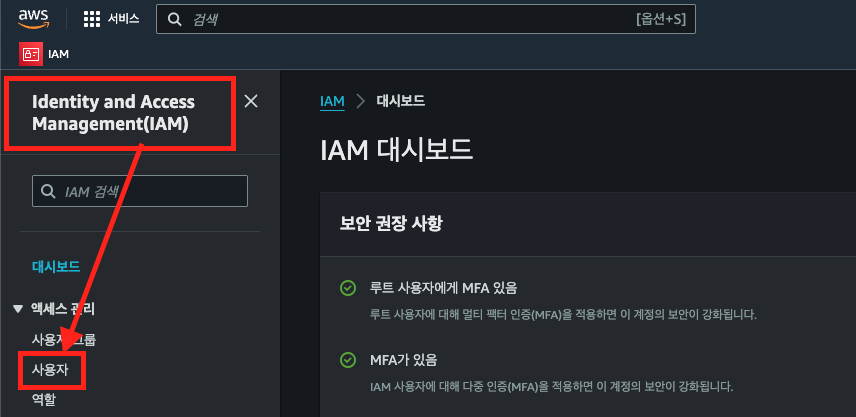 aws
서비스
검색
[옵션+S]
IAM
Identity and Access
Management(IAM)
IAM 검색
대시보드
액세스 관리
사용자 그룹
사용자
역할
IAM
대시보드
IAM 대시보드
보안 권장 사항
루트 사용자에게 MFA 있음
루트 사용자에 대해 멀티 팩터 인증(MFA)을 적용하면 이 계정의 보안이 강화됩니다.
MFA가 있음
IAM 사용자에 대해 다중 인증(MFA)을 적용하면 이 계정의 보안이 강화됩니다.